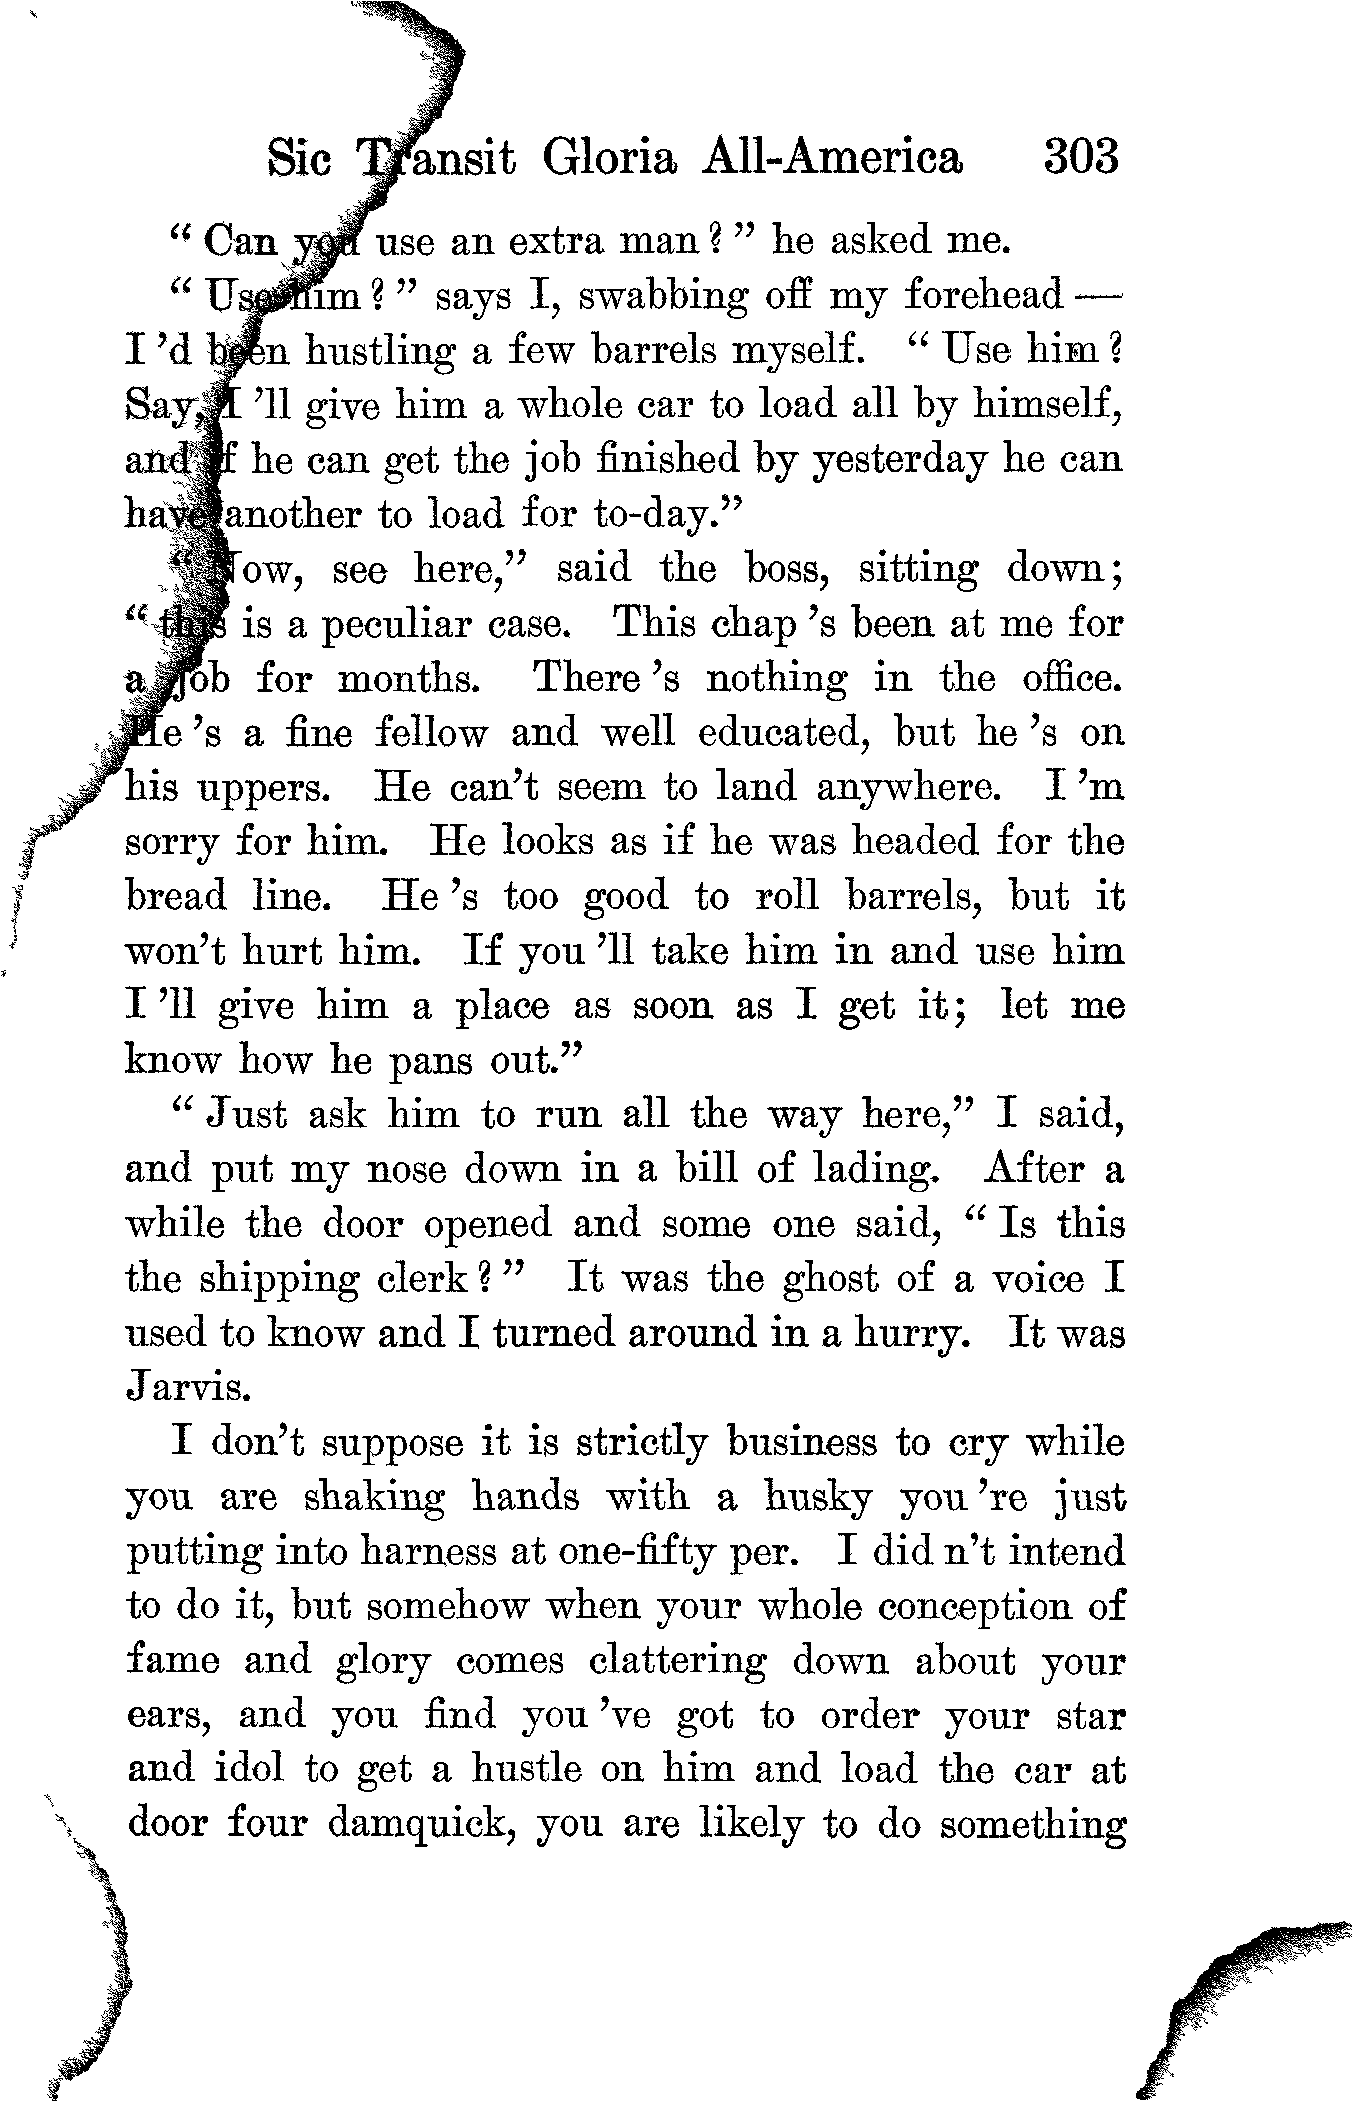 Sic Transit Gloria All-America 303
“ Can you use an extra man ? ” he asked me.
“ Use him ? ” says I, swabbing off my forehead —
I ’d been hustling a few barrels myself. “ Use him ?
Say, I ’ll give him a whole car to load all by himself,
and if he can get the job finished by yesterday he can
have another to load for to-day.”
“ Now, see here,” said the boss, sitting down;
“ this is a peculiar case. This chap ’s been at me for
a job for months. There ’s nothing in the office.
He ’s a fine fellow and well educated, but he ’s on
his uppers. He can’t seem to land anywhere. I ’m
sorry for him. He looks as if he was headed for the
bread line. He ’s too good to roll barrels, but it
won’t hurt him. If you ’ll take him in and use him
I ’ll give him a place as soon as I get it; let me
know how he pans out.”
“ Just ask him to run all the way here,” I said,
and put my nose down in a bill of lading. After a
while the door opened and some one said, “ Is this
the shipping clerk ? ” It was the ghost of a voice I
used to know and I turned around in a hurry. It was
Jarvis.
I don’t suppose it is strictly business to cry while
you are shaking hands with a husky you ’re just
putting into harness at one-fifty per. I did n’t intend
to do it, but somehow when your whole conception of
fame and glory comes clattering down about your
ears, and you find you ’ve got to order your star
and idol to get a hustle on him and load the car at
door four damquick, you are likely to do something